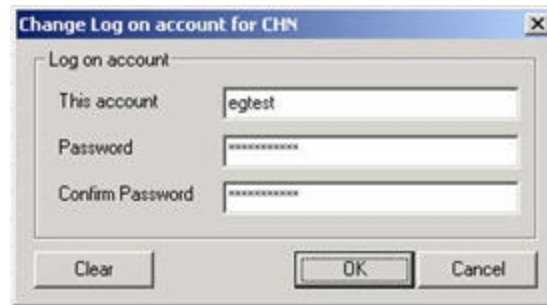 Change Log on account for CHN
Log on account
This account egtest
Password ***********
Confirm Password ***********
Clear OK Cancel